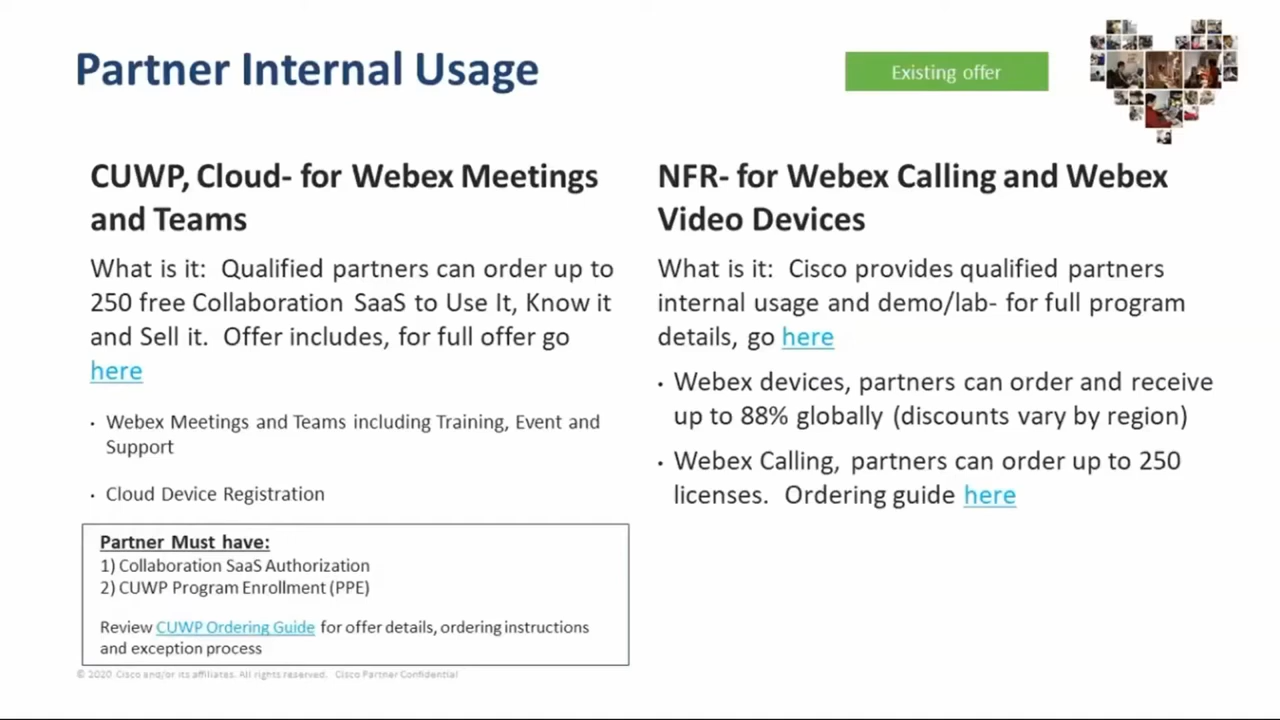 Partner Internal Usage
Existing offer
CUWP, Cloud- for Webex Meetings
and Teams
What is it: Qualified partners can order up to
250 free Collaboration SaaS to Use It, Know it
and Sell it. Offer includes, for full offer go
here
• Webex Meetings and Teams including Training, Event and
Support
• Cloud Device Registration
Partner Must have:
1) Collaboration SaaS Authorization
2) CUWP Program Enrollment (PPE)
Review CUWP Ordering Guide for offer details, ordering instructions
and exception process
NFR- for Webex Calling and Webex
Video Devices
What is it: Cisco provides qualified partners
internal usage and demo/lab- for full program
details, go here
• Webex devices, partners can order and receive
up to 88% globally (discounts vary by region)
• Webex Calling, partners can order up to 250
licenses. Ordering guide here
© 2020 Cisco and/or its affiliates. All rights reserved. Cisco Partner Confidential